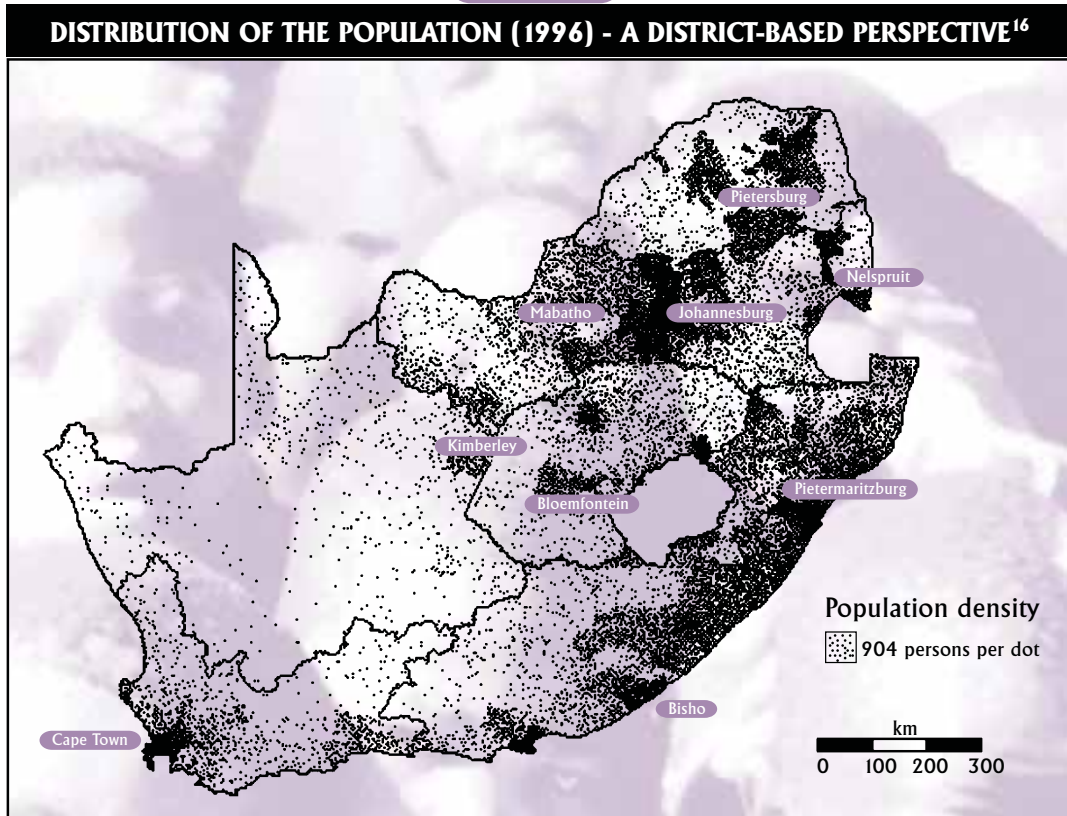 DISTRIBUTION OF THE POPULATION (1996) - A DISTRICT-BASED PERSPECTIVE16
Pietersburg
Nelspruit
Mabatho
Johannesburg
Kimberley
Pietermaritzburg
Bloemfontein
Population density
904 persons per dot
Bisho
Cape Town
km
0 100 200 300